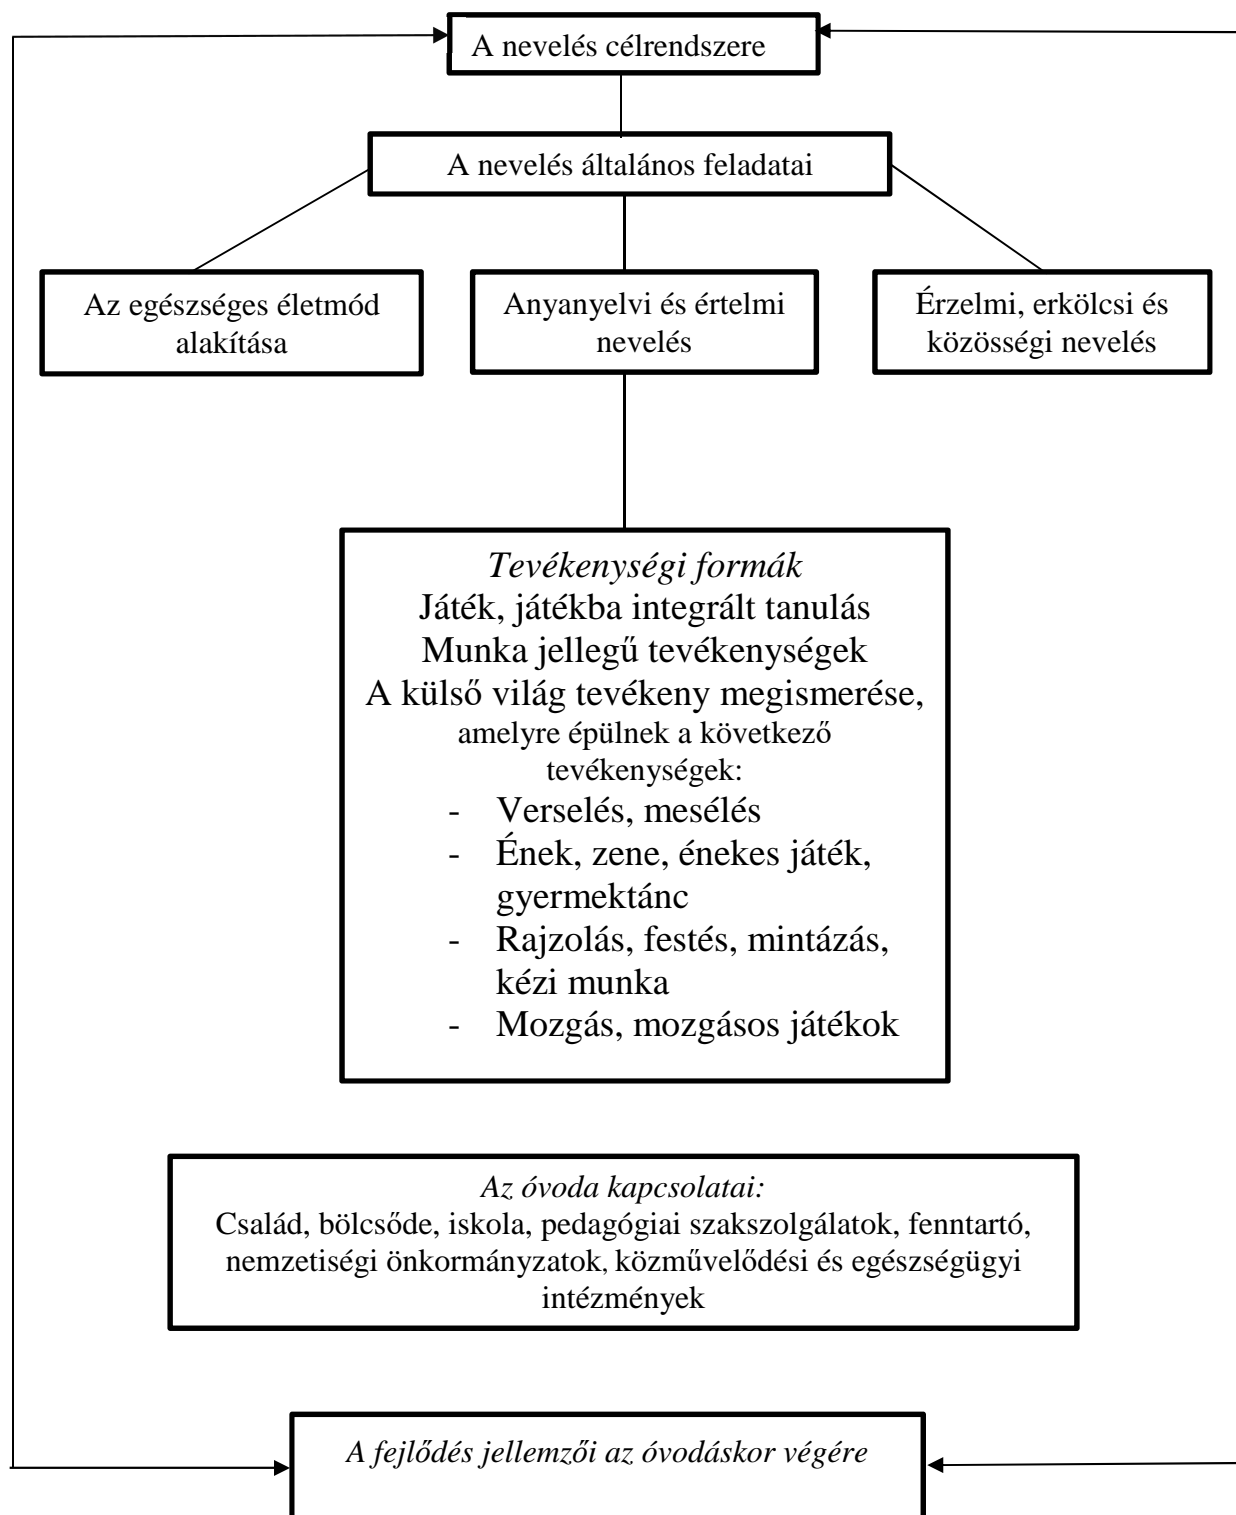 A nevelés célrendszere
A nevelés általános feladatai
Az egészséges életmód
alakítása
Anyanyelvi és értelmi
nevelés
Érzelmi, erkölcsi és
közösségi nevelés
Tevékenységi formák
Játék, játékba integrált tanulás
Munka jellegű tevékenységek
A külső világ tevékeny megismerése,
amelyre épülnek a következő
tevékenységek:
- Verselés, mesélés
- Ének, zene, énekes játék,
gyermektánc
- Rajzolás, festés, mintázás,
kézi munka
- Mozgás, mozgásos játékok
Az óvoda kapcsolatai:
Család, bölcsőde, iskola, pedagógiai szakszolgálatok, fenntartó,
nemzetiségi önkormányzatok, közművelődési és egészségügyi
intézmények
A fejlődés jellemzői az óvodáskor végére